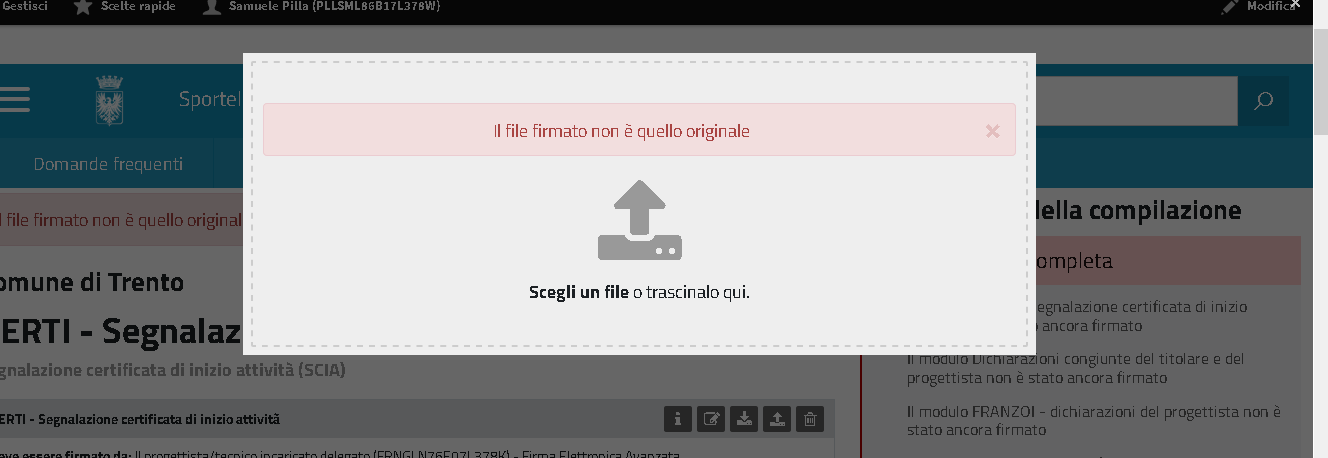 Gestisci
Scelte rapide
Samuele Pilla (PLLSML86B17L378W)
Modifica
Sportel
Domande frequenti
Il file firmato non è quello originale
Scegli un file o trascinalo qui.
file firmato non è quello original
ella compilazione
ompleta
omune di Trento
ERTI - Segnalaz
gnalazione certificata di inizio attività (SCIA)
egnalazione certificata di inizio
ancora firmato
Il modulo Dichiarazioni congiunte del titolare e del
progettista non è stato ancora firmato
Il modulo FRANZOI - dichiarazioni del progettista non è
stato ancora firmato
ERTI - Segnalazione certificata di inizio attività
eve essere firmato da: Il progettista/tecnico incaricato delegato (FRNGLN76E07L378K) - Firma Elettronica Avanzata